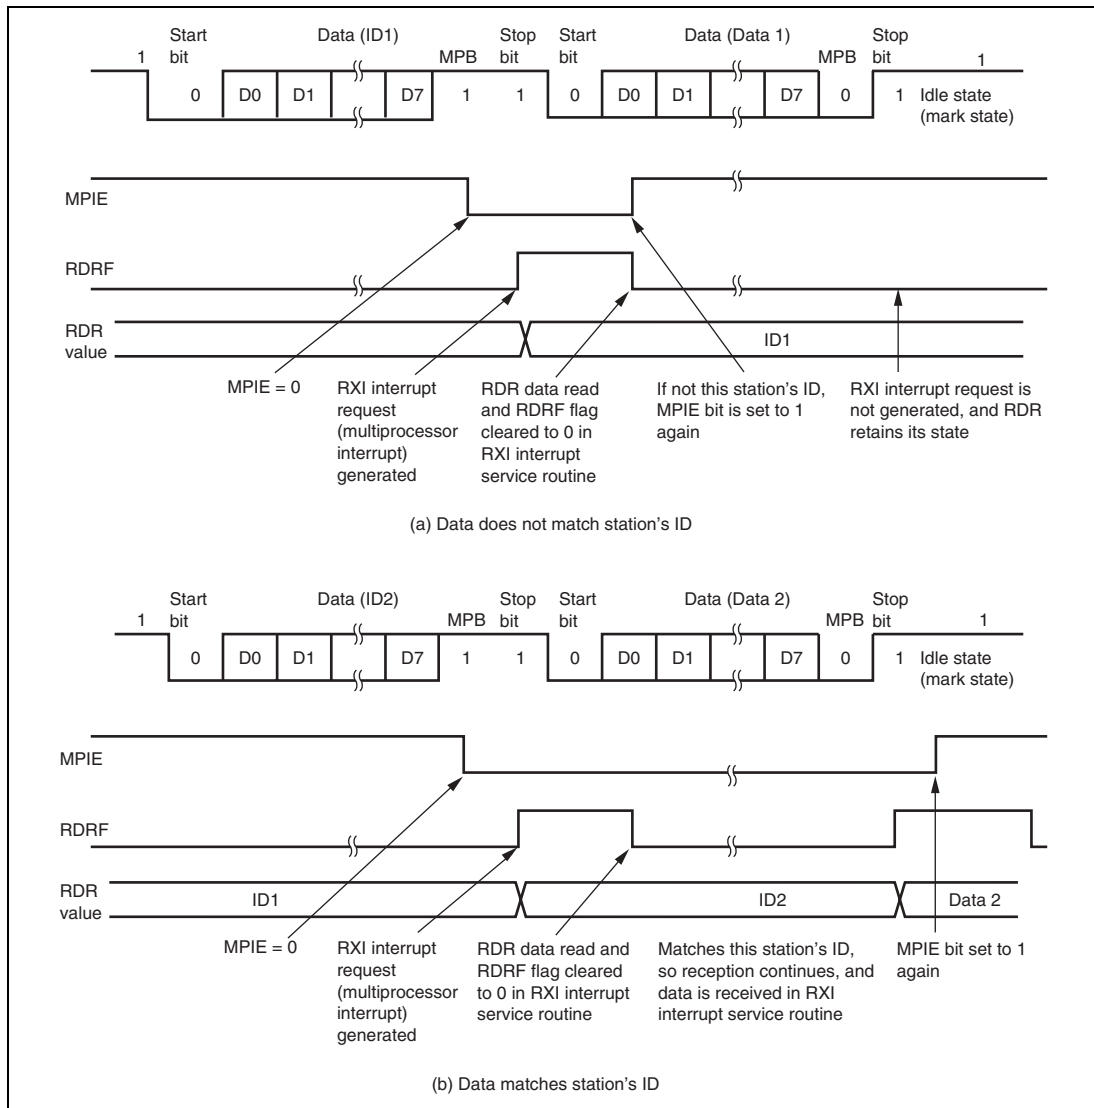 Start Data (ID1) Stop Start Data (Data 1) Stop
1 bit MPB bit bit MPB bit 1
0 D0 D1 D7 1 1 0 D0 D1 D7 0 1 Idle state
(mark state)
MPIE
RDRF
RDR
value
ID1
MPIE = 0
RXI interrupt
request
(multiprocessor
interrupt)
generated
RDR data read
and RDRF flag
cleared to 0 in
RXI interrupt
service routine
If not this station's ID,
MPIE bit is set to 1
again
RXI interrupt request is
not generated, and RDR
retains its state
(a) Data does not match station's ID
Start Data (ID2) Stop Start Data (Data 2) Stop
1 bit MPB bit bit MPB bit 1
0 D0 D1 D7 1 1 0 D0 D1 D7 0 1 Idle state
(mark state)
MPIE
RDRF
RDR
value
ID1 ID2 Data 2
MPIE = 0
RXI interrupt
request
(multiprocessor
interrupt)
generated
RDR data read and
RDRF flag cleared
to 0 in RXI interrupt
service routine
Matches this station's ID,
so reception continues, and
data is received in RXI
interrupt service routine
MPIE bit set to 1
again
(b) Data matches station's ID